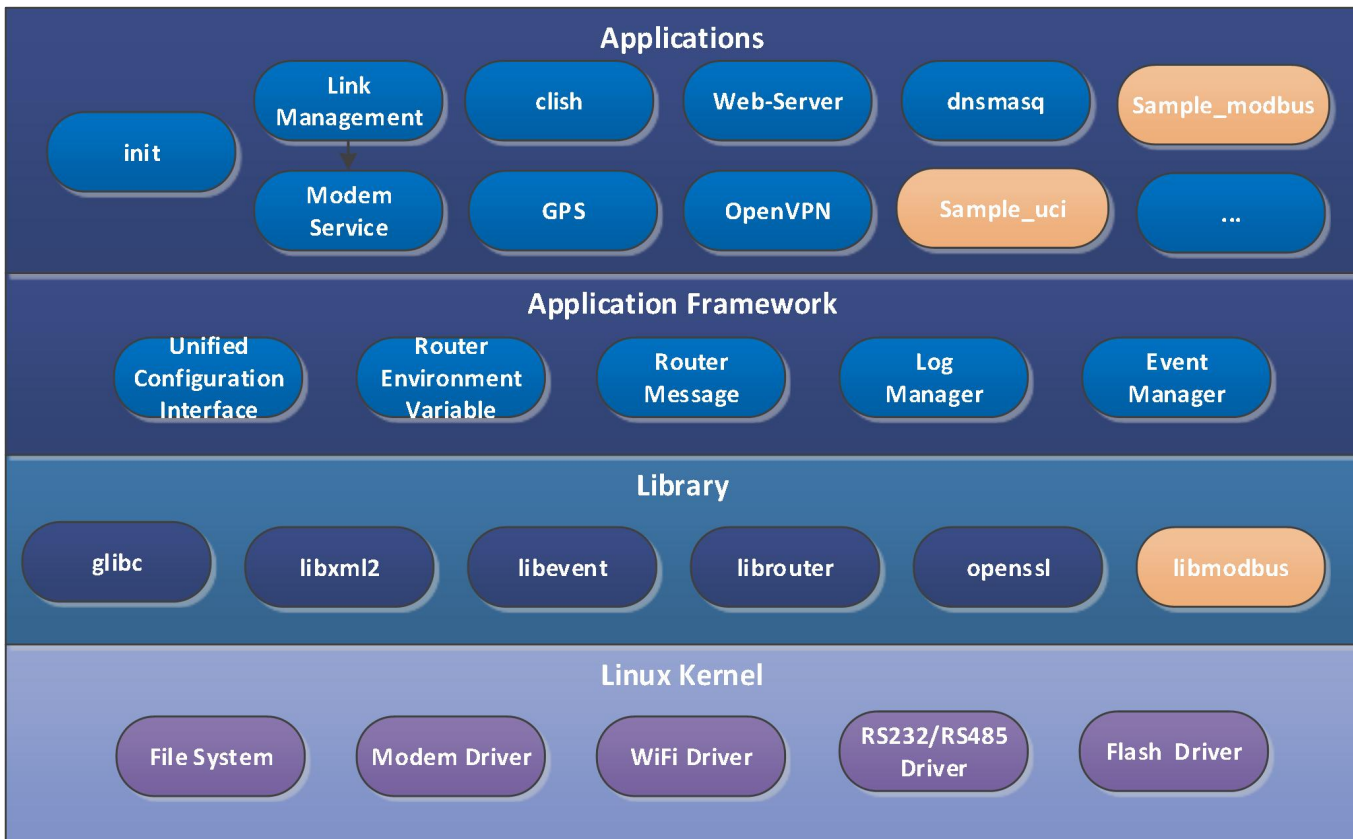 Applications
init
Link
Management
clish
Web-Server
dnsmasq
Sample_modbus
Modem
Service
GPS
OpenVPN
Sample_uci
...
Application Framework
Unified
Configuration
Interface
Router
Environment
Variable
Router
Message
Log
Manager
Event
Manager
Library
glibc
libxml2
libevent
librouter
openssl
libmodbus
Linux Kernel
File System
Modem Driver
WiFi Driver
RS232/RS485
Driver
Flash Driver